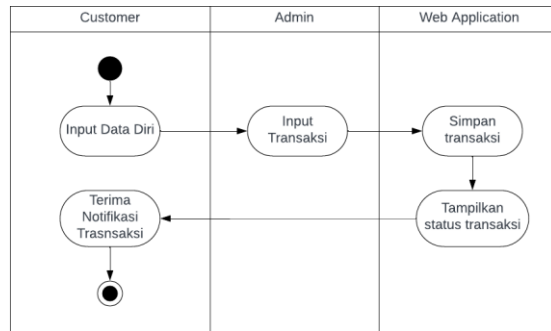 Customer
Admin
Web Application
Input Data Diri
Input
Transaksi
Simpan
transaksi
Terima
Notifikasi
Trasnsaksi
Tampilkan
status transaksi